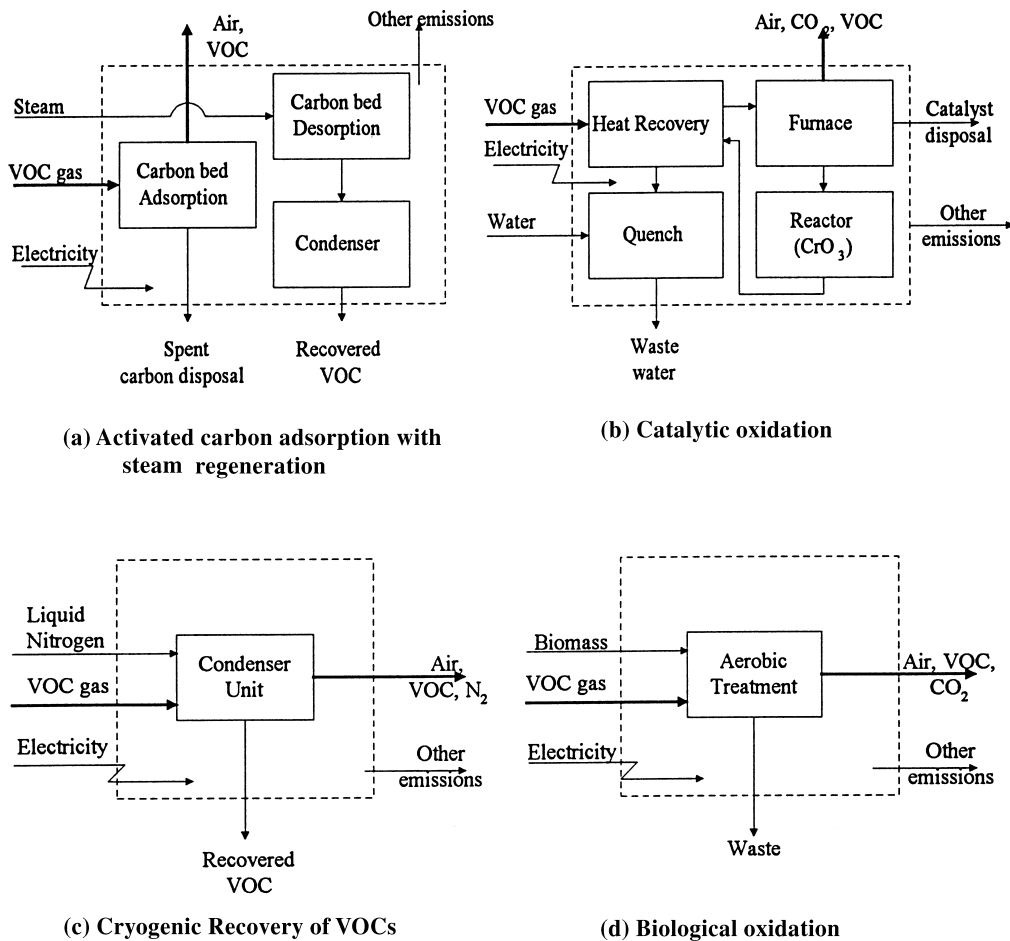 Air,
VOC
Other emissions
Steam
Carbon bed
Desorption
VOC gas
Carbon bed
Adsorption
Condenser
Electricity
Spent
carbon disposal
Recovered
VOC
(a) Activated carbon adsorption with
steam regeneration
Air, CO2, VOC
VOC gas
Heat Recovery
Furnace
Catalyst
disposal
Electricity
Water
Quench
Reactor
(CrO3)
Other
emissions
Waste
water
(b) Catalytic oxidation
Liquid
Nitrogen
Condenser
Unit
VOC gas
Air,
VOC, N2
Electricity
Other
emissions
Recovered
VOC
(c) Cryogenic Recovery of VOCs
Biomass
Aerobic
Treatment
VOC gas
Air, VOC,
CO2
Electricity
Other
emissions
Waste
(d) Biological oxidation